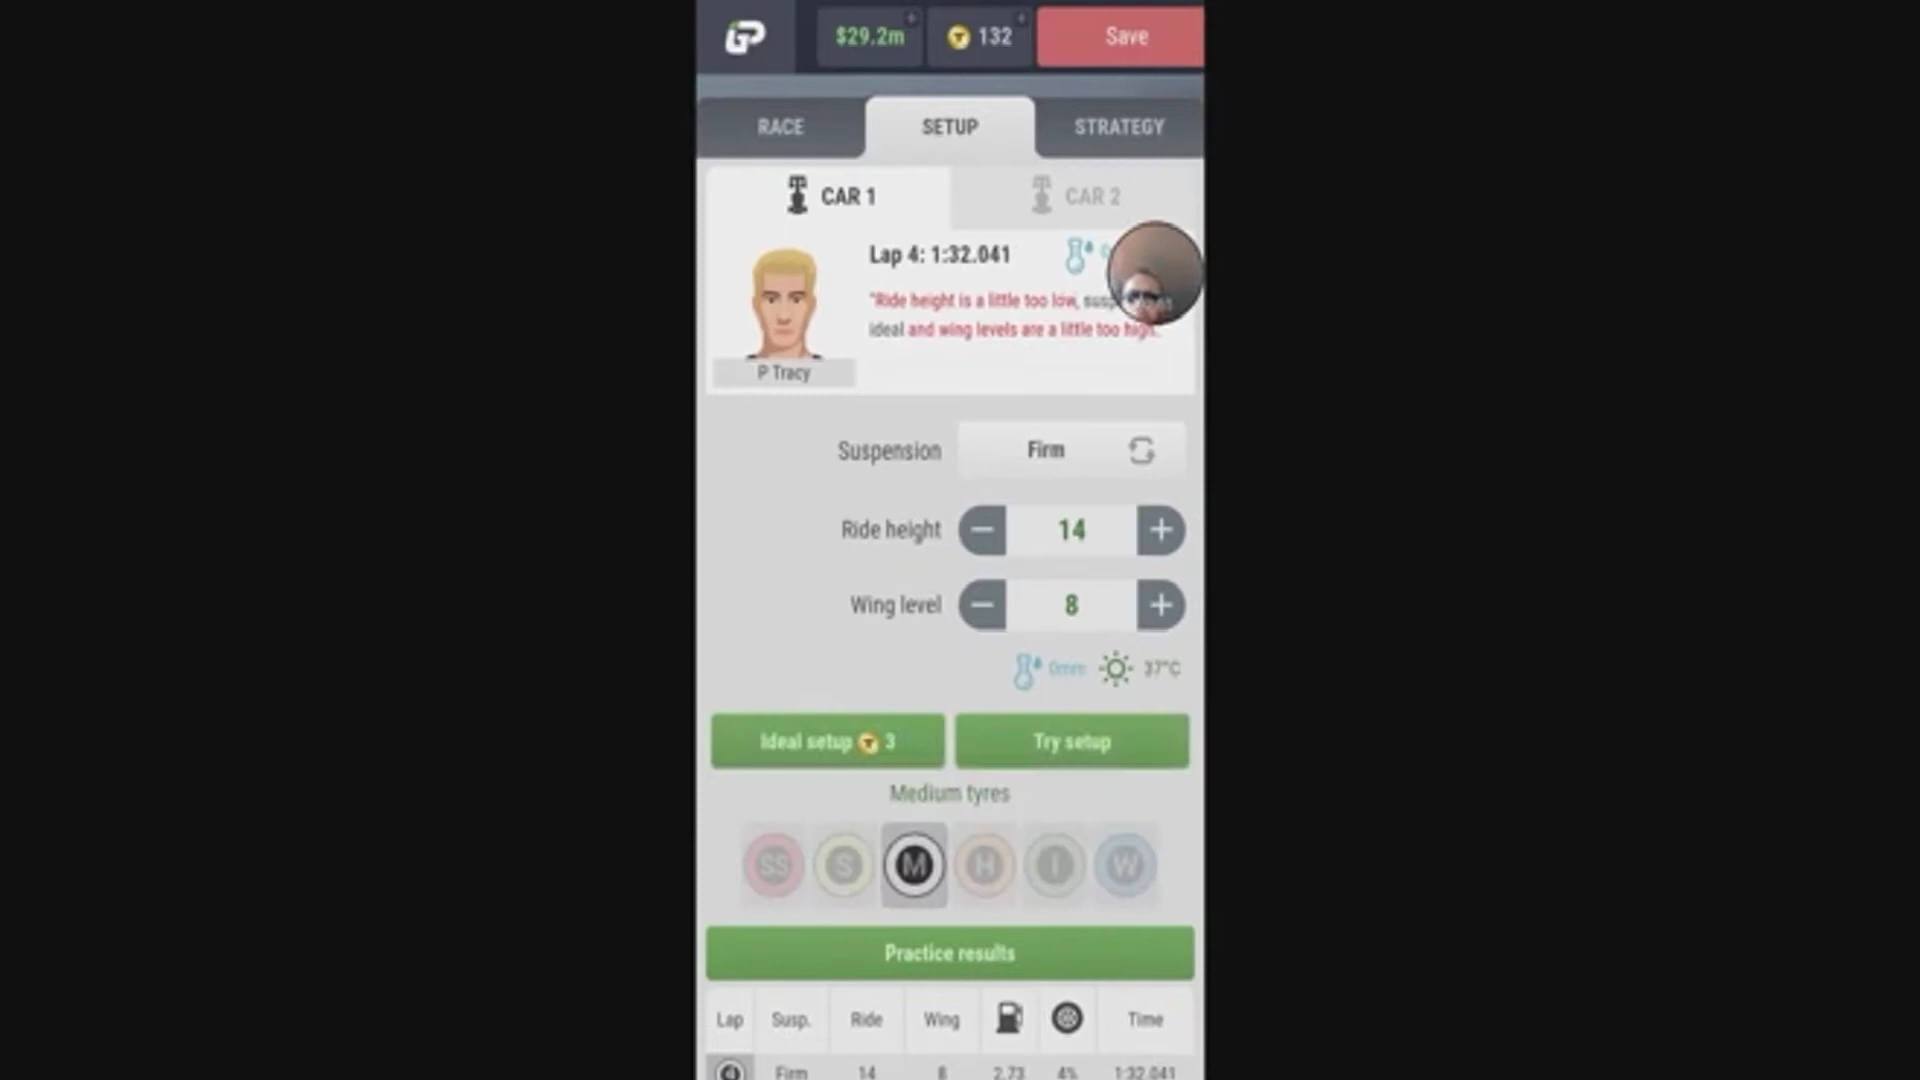 GP $29.2m 132 Save
RACE SETUP STRATEGY
CAR 1 CAR 2
Lap 4: 1:32.041
"Ride height is a little too low,
ideal and wing levels are a little too high.
P Tracy
Suspension Firm
Ride height 14
Wing level 8
0mm 37°C
Ideal setup 3 Try setup
Medium tyres
SS S M H I W
Practice results
Lap Susp. Ride Wing Time
4 Firm 14 8 2.73 4% 1:32.041